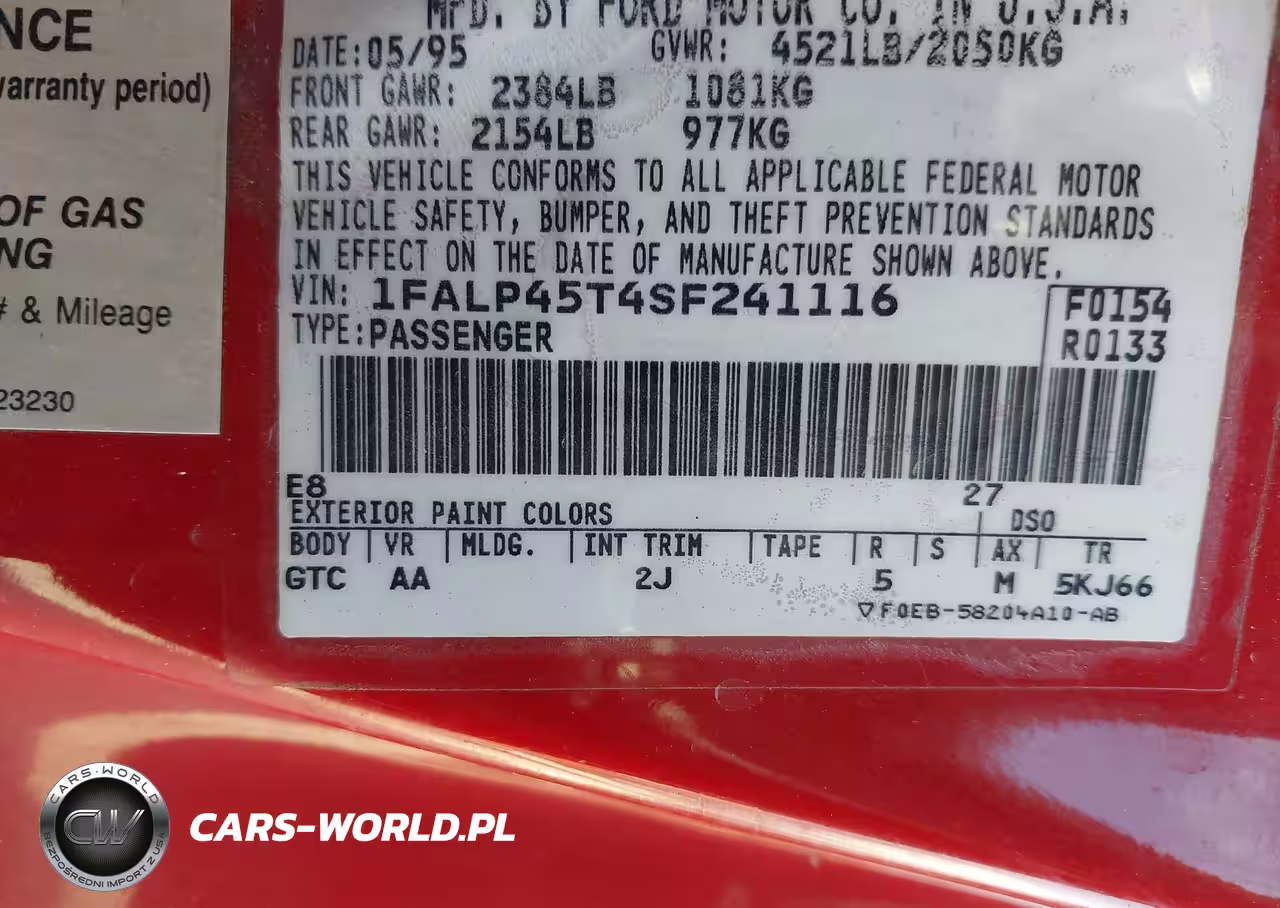 NCE
warranty period)
OF GAS
NG
# & Mileage
23230
MFD. BY FORD MOTOR CO. IN U.S.A.
DATE:05/95 GVWR: 4521LB/2050KG
FRONT GAWR: 2384LB 1081KG
REAR GAWR: 2154LB 977KG
THIS VEHICLE CONFORMS TO ALL APPLICABLE FEDERAL MOTOR
VEHICLE SAFETY, BUMPER, AND THEFT PREVENTION STANDARDS
IN EFFECT ON THE DATE OF MANUFACTURE SHOWN ABOVE.
VIN: 1FALP45T4SF241116 F0154
TYPE:PASSENGER R0133
E8 27
EXTERIOR PAINT COLORS DSO
BODY VR MLDG. INT TRIM TAPE R S AX TR
GTC AA 2J 5 M 5KJ66
▽F0EB-58204A10-AB
CARS-WORLD
CW
BEZPOŚREDNI IMPORT Z USA
CARS-WORLD.PL